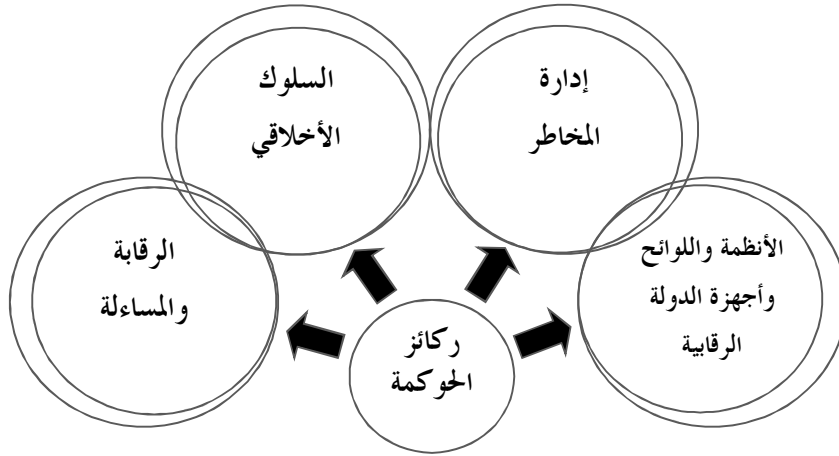 إدارة
المخاطر
السلوك
الأخلاقي
الأنظمة واللوائح
وأجهزة الدولة
الرقابية
الرقابة
والمساءلة
ركائز
الحوكمة